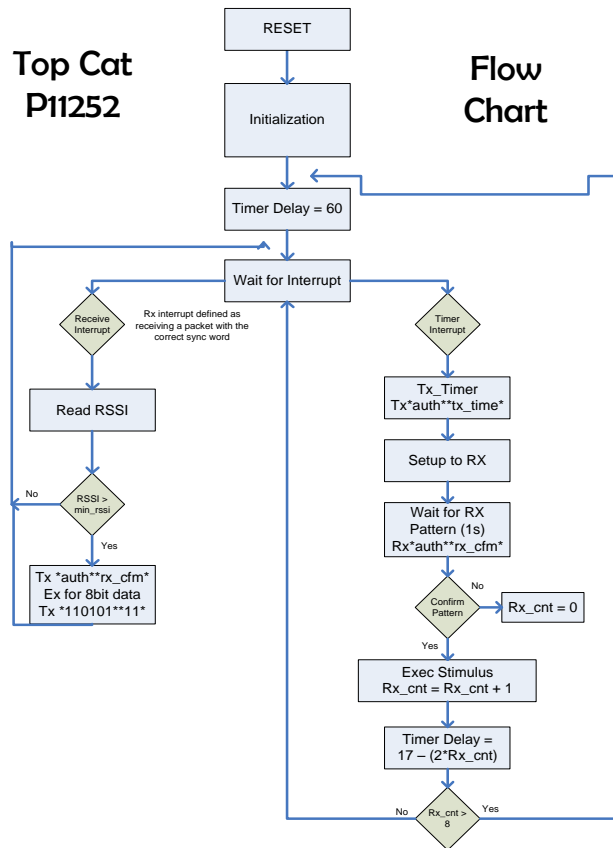 Top Cat
P11252
Flow
Chart
RESET
Initialization
Timer Delay = 60
Wait for Interrupt
Receive
Interrupt
Rx interrupt defined as
receiving a packet with the
correct sync word
Read RSSI
RSSI >
min_rssi
No
Yes
Tx *auth**rx_cfm*
Ex for 8bit data
Tx *110101**11*
Timer
Interrupt
Tx_Timer
Tx*auth**tx_time*
Setup to RX
Wait for RX
Pattern (1s)
Rx*auth**rx_cfm*
Confirm
Pattern
No
Rx_cnt = 0
Yes
Exec Stimulus
Rx_cnt = Rx_cnt + 1
Timer Delay =
17 – (2*Rx_cnt)
Rx_cnt >
8
No
Yes